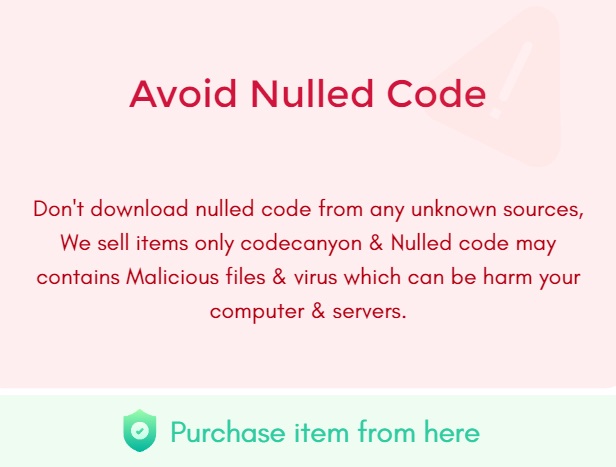 Avoid Nulled Code
Don't download nulled code from any unknown sources,
We sell items only codecanyon & Nulled code may
contains Malicious files & virus which can be harm your
computer & servers.
Purchase item from here